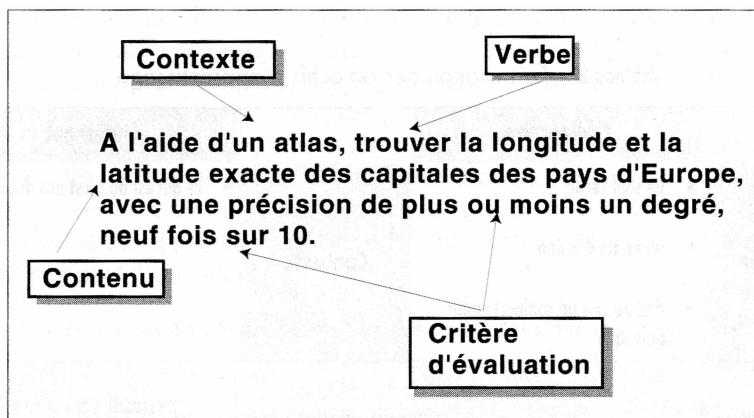 Contexte
Verbe
A l'aide d'un atlas, trouver la longitude et la
latitude exacte des capitales des pays d'Europe,
avec une précision de plus ou moins un degré,
neuf fois sur 10.
Contenu
Critère
d'évaluation